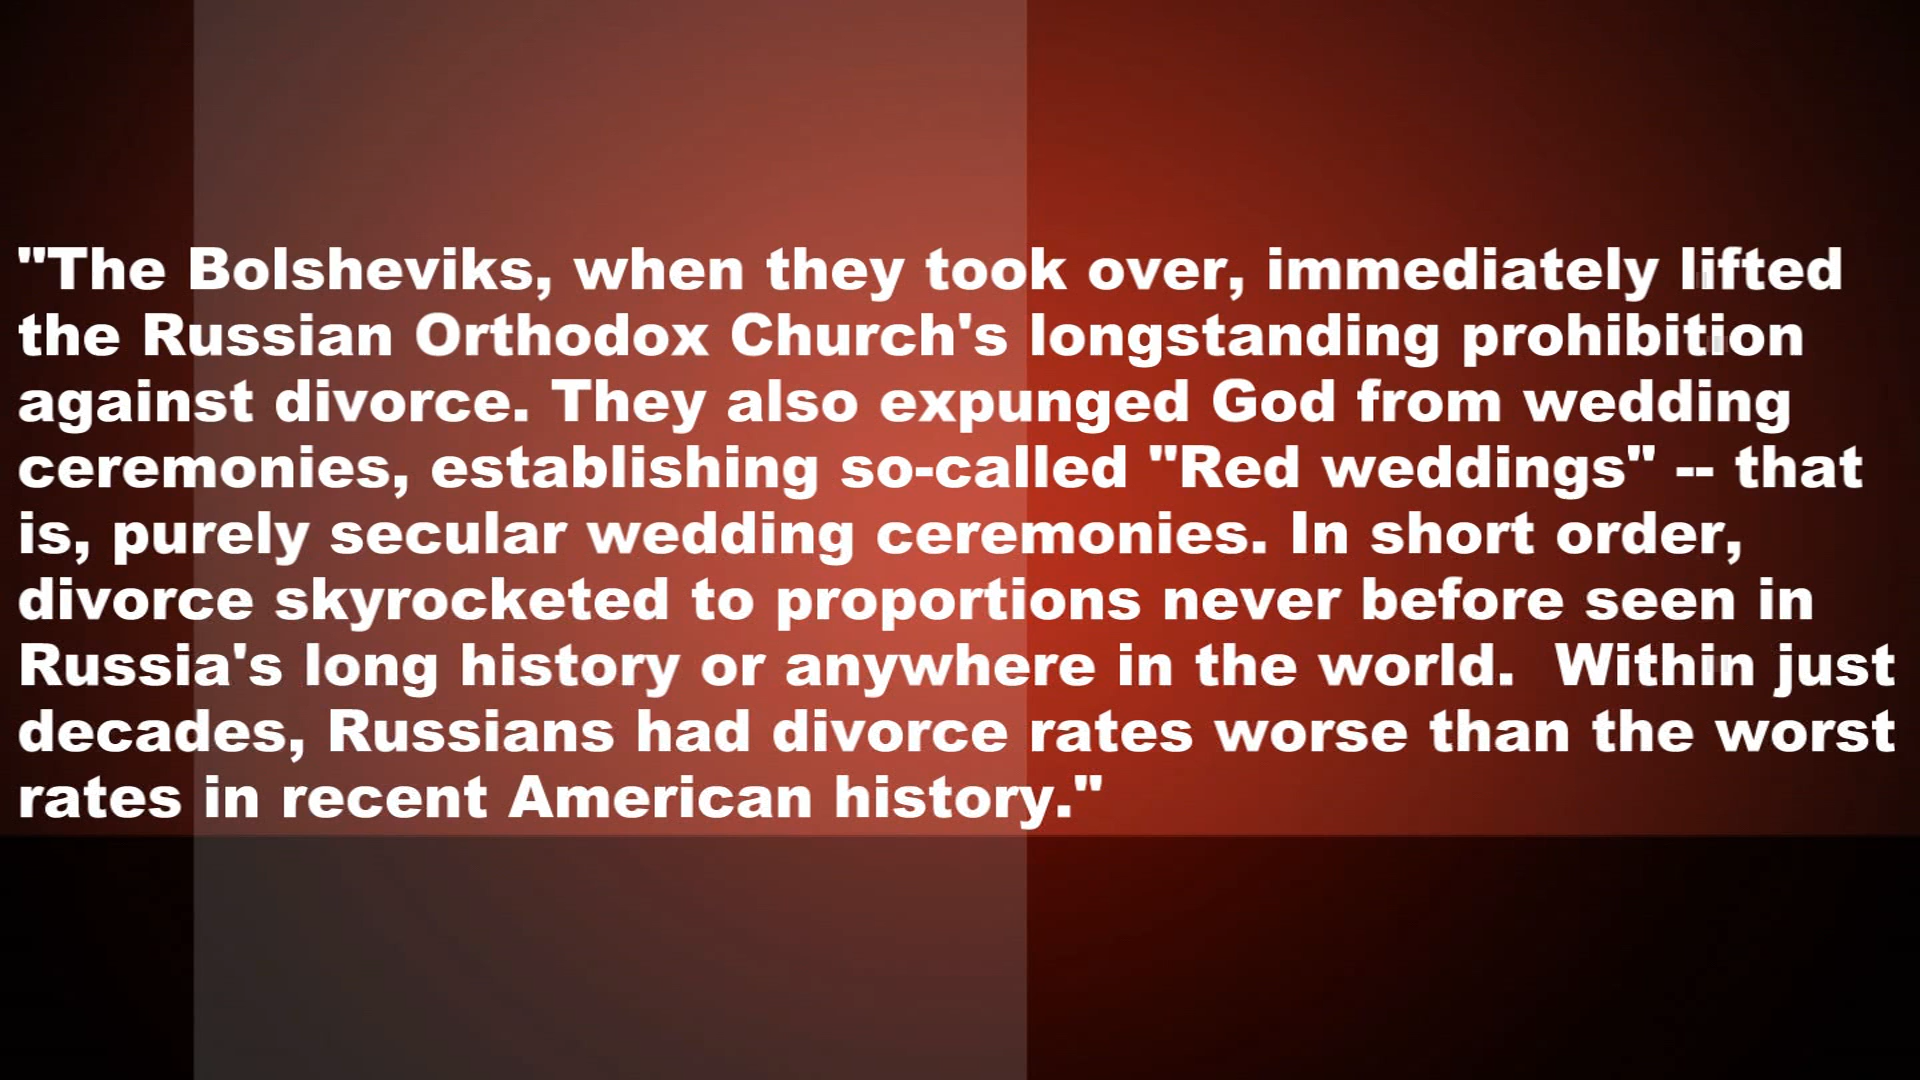 "The Bolsheviks, when they took over, immediately lifted
the Russian Orthodox Church's longstanding prohibition
against divorce. They also expunged God from wedding
ceremonies, establishing so-called "Red weddings" -- that
is, purely secular wedding ceremonies. In short order,
divorce skyrocketed to proportions never before seen in
Russia's long history or anywhere in the world.  Within just
decades, Russians had divorce rates worse than the worst
rates in recent American history."